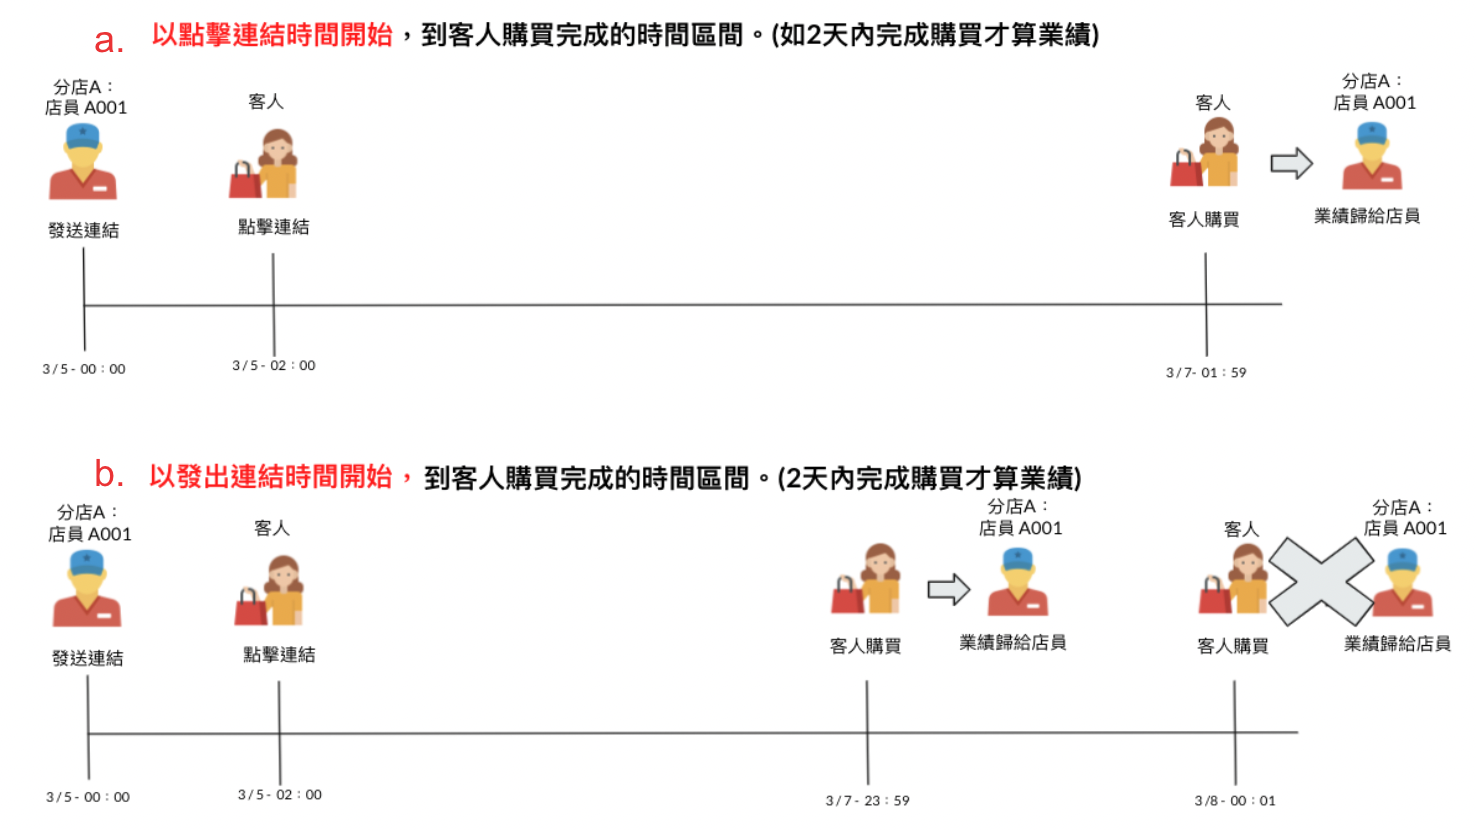 a. 以點擊連結時間開始，到客人購買完成的時間區間。(如2天內完成購買才算業績)
分店A：
店員 A001
客人
客人
分店A：
店員 A001
發送連結
點擊連結
客人購買
業績歸給店員
3/5- 00：00
3/5- 02：00
3/7- 01：59
b. 以發出連結時間開始，到客人購買完成的時間區間。(2天內完成購買才算業績)
分店A：
店員 A001
客人
分店A：
店員 A001
客人
分店A：
店員 A001
發送連結
點擊連結
客人購買
業績歸給店員
客人購買
業績歸給店員
3/5- 00：00
3/5- 02：00
3/7- 23：59
3/8- 00：01